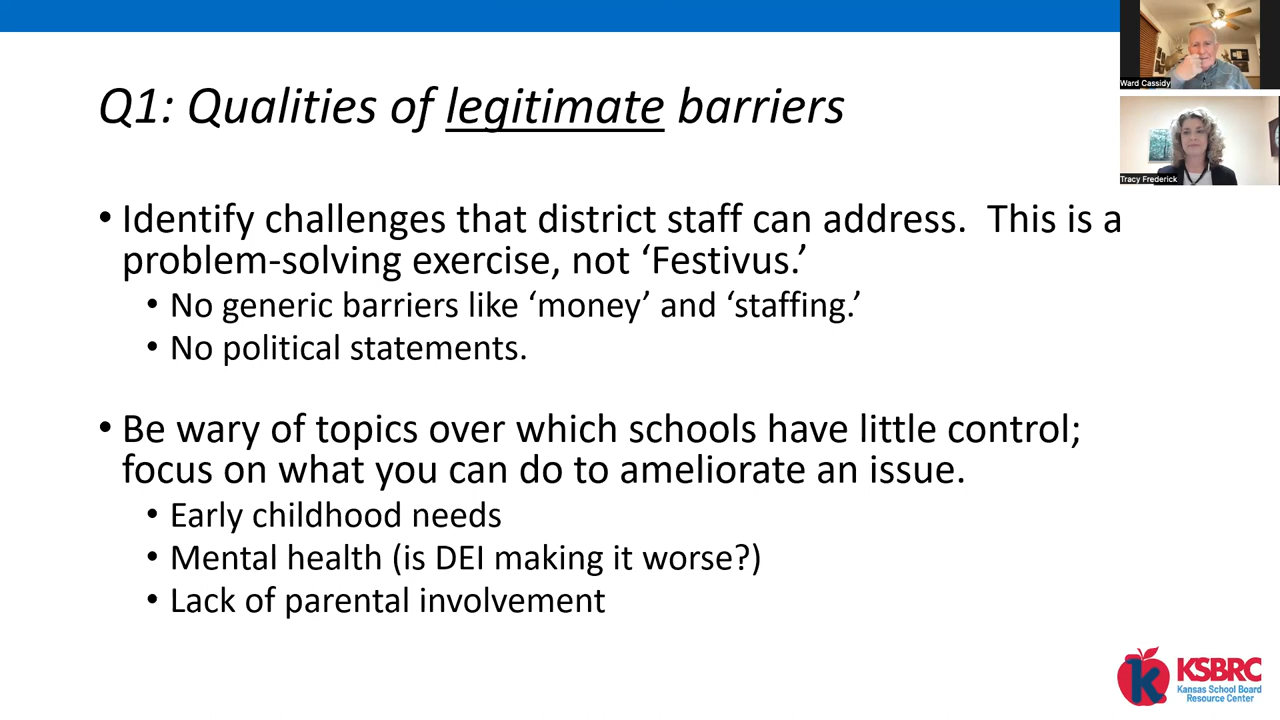 Q1: Qualities of legitimate barriers
• Identify challenges that district staff can address.  This is a
problem-solving exercise, not ‘Festivus.’
• No generic barriers like ‘money’ and ‘staffing.’
• No political statements.
• Be wary of topics over which schools have little control;
focus on what you can do to ameliorate an issue.
• Early childhood needs
• Mental health (is DEI making it worse?)
• Lack of parental involvement
Ward Cassidy
Tracy Frederick
k
KSBRC
Kansas School Board
Resource Center